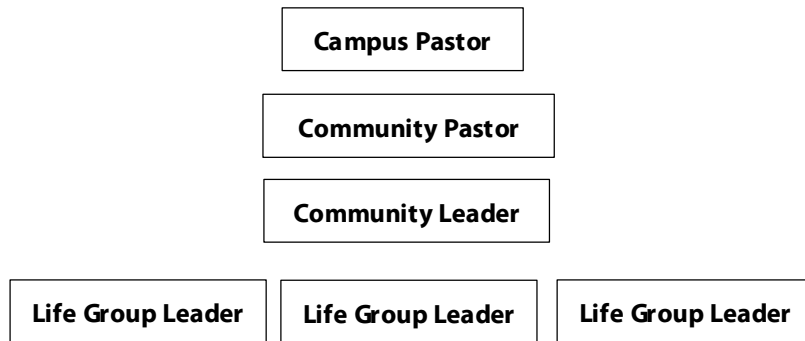 Campus Pastor
Community Pastor
Community Leader
Life Group Leader Life Group Leader Life Group Leader